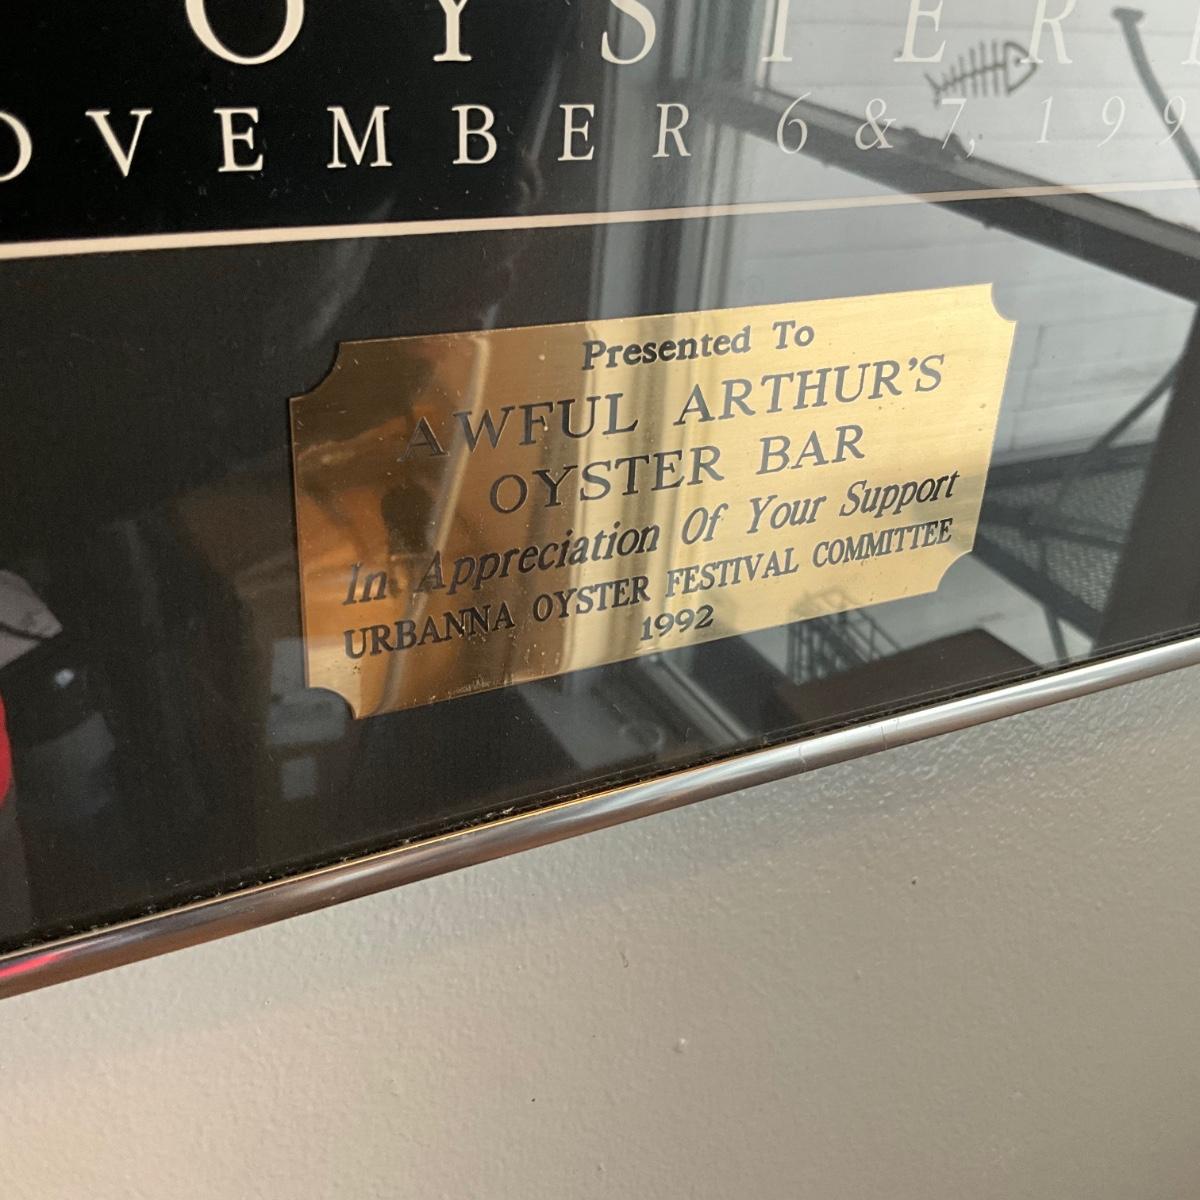 OYSTER
OVEMBER 6 & 7, 199
Presented To
AWFUL ARTHUR'S
OYSTER BAR
In Appreciation Of Your Support
URBANNA OYSTER FESTIVAL COMMITTEE
1992